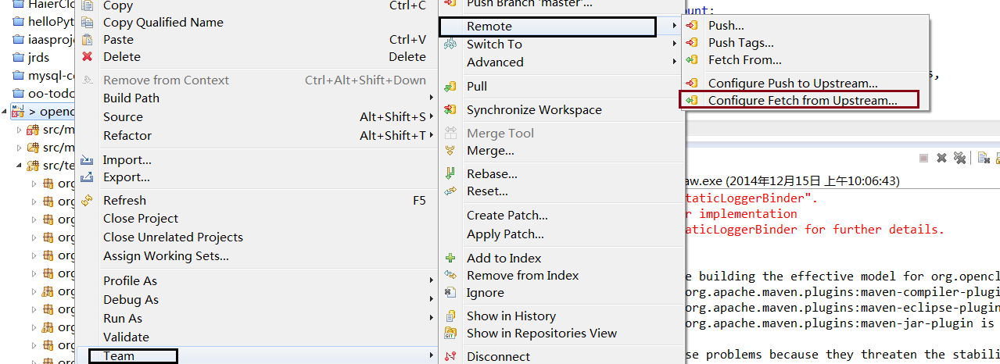 HaierClo
helloPyt
iaasproje
jrds
mysql-co
oo-todo
> openc
src/m
src/m
src/te
org
org
org
org
org
org
org
org
org
org
org
Copy Ctrl+C
Copy Qualified Name
Paste Ctrl+V
Delete Delete
Remove from Context Ctrl+Alt+Shift+Down
Build Path
Source Alt+Shift+S
Refactor Alt+Shift+T
Import...
Export...
Refresh F5
Close Project
Close Unrelated Projects
Assign Working Sets...
Profile As
Debug As
Run As
Validate
Team
Push Branch 'master'...
Remote
Switch To
Advanced
Pull
Synchronize Workspace
Merge Tool
Merge...
Rebase...
Reset...
Create Patch...
Apply Patch...
Add to Index
Remove from Index
Ignore
Show in History
Show in Repositories View
Disconnect
Push...
Push Tags...
Fetch From...
Configure Push to Upstream...
Configure Fetch from Upstream...
ount;
s,
aw.exe (2014年12月15日 上午10:06:43)
taticLoggerBinder".
r implementation
aticLoggerBinder for further details.
e building the effective model for org.opencl
org.apache.maven.plugins:maven-compiler-plugi
org.apache.maven.plugins:maven-eclipse-plugin
org.apache.maven.plugins:maven-jar-plugin is
se problems because they threaten the stabili